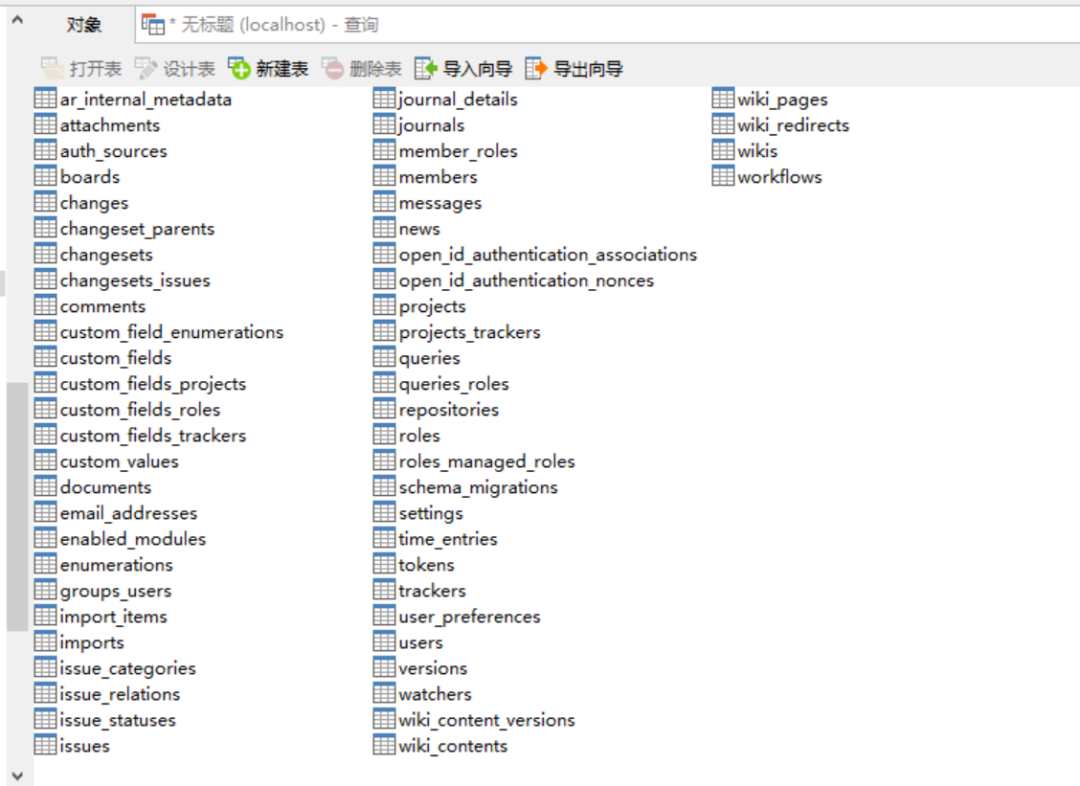 对象 * 无标题 (localhost) - 查询
打开表 设计表 新建表 删除表 导入向导 导出向导
ar_internal_metadata
attachments
auth_sources
boards
changes
changeset_parents
changesets
changesets_issues
comments
custom_field_enumerations
custom_fields
custom_fields_projects
custom_fields_roles
custom_fields_trackers
custom_values
documents
email_addresses
enabled_modules
enumerations
groups_users
import_items
imports
issue_categories
issue_relations
issue_statuses
issues
journal_details
journals
member_roles
members
messages
news
open_id_authentication_associations
open_id_authentication_nonces
projects
projects_trackers
queries
queries_roles
repositories
roles
roles_managed_roles
schema_migrations
settings
time_entries
tokens
trackers
user_preferences
users
versions
watchers
wiki_content_versions
wiki_contents
wiki_pages
wiki_redirects
wikis
workflows